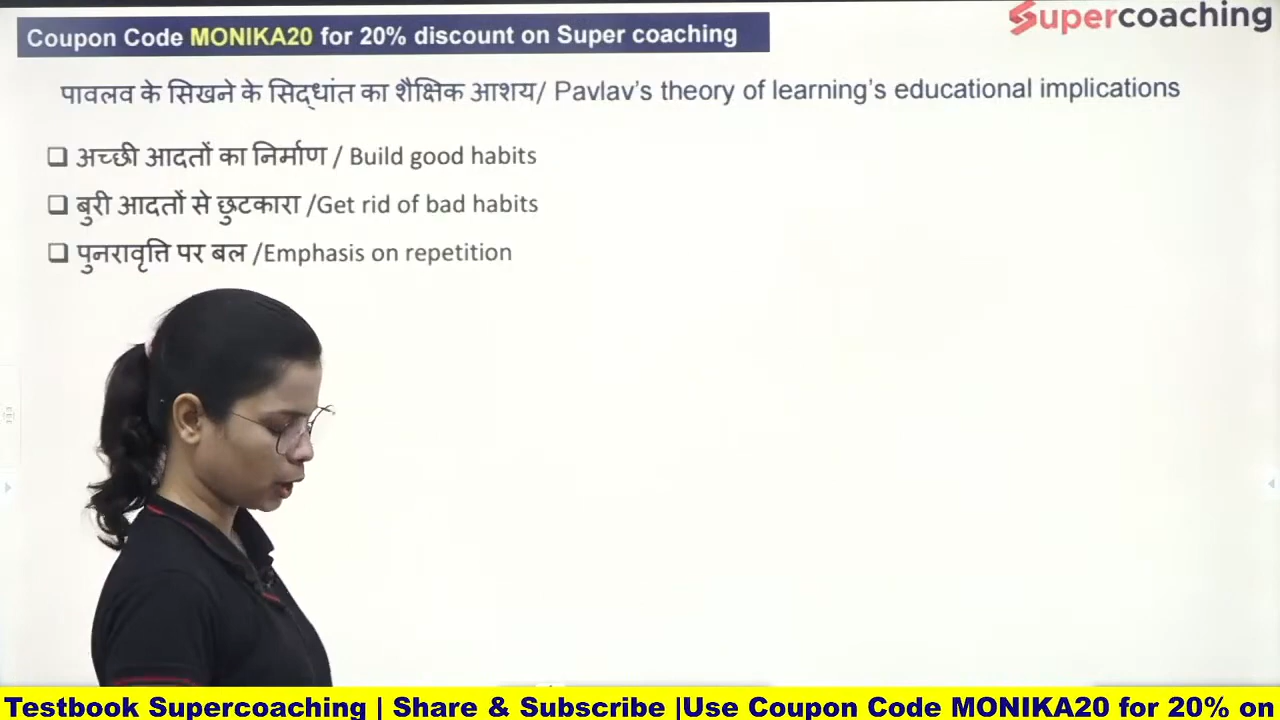 Coupon Code MONIKA20 for 20% discount on Super coaching
Supercoaching
पावलव के सिखने के सिद्धांत का शैक्षिक आशय/ Pavlav's theory of learning's educational implications
अच्छी आदतों का निर्माण / Build good habits
बुरी आदतों से छुटकारा /Get rid of bad habits
पुनरावृत्ति पर बल /Emphasis on repetition
Testbook Supercoaching | Share & Subscribe |Use Coupon Code MONIKA20 for 20% on